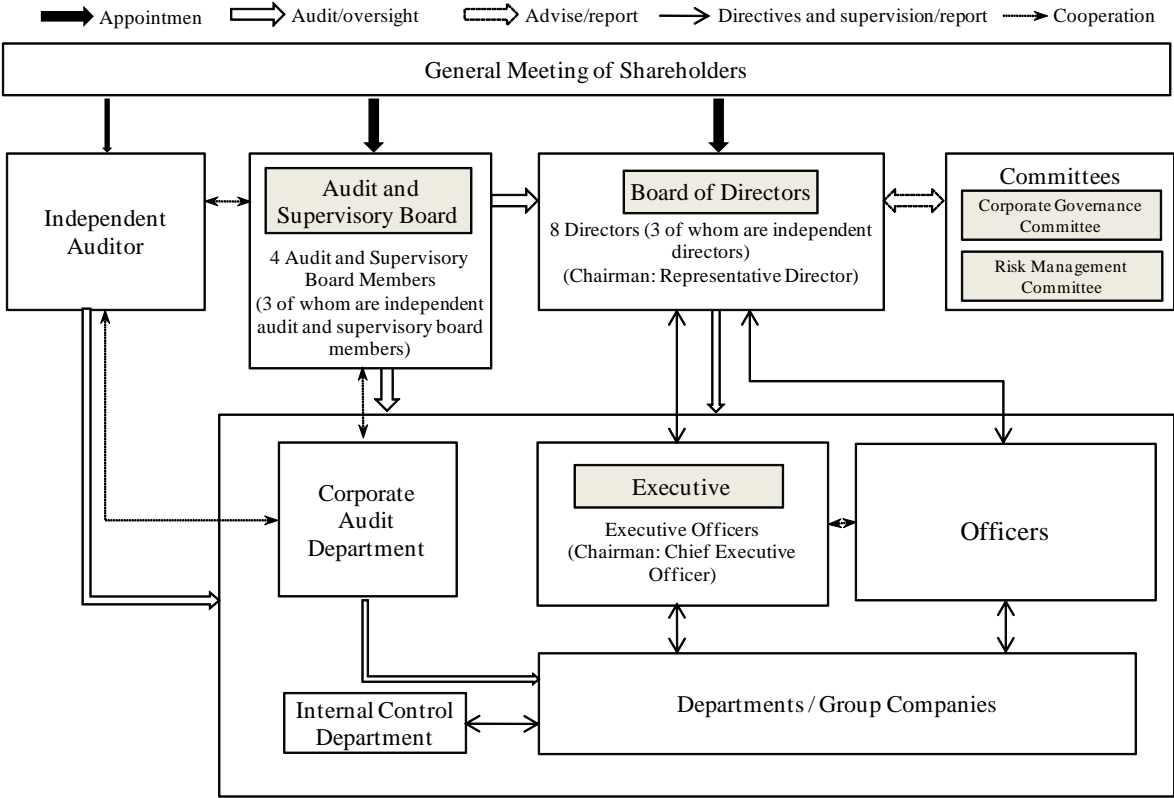 Appointmen
Audit/oversight
Advise/report
Directives and supervision/report
Cooperation
General Meeting of Shareholders
Independent
Auditor
Audit and
Supervisory Board
4 Audit and Supervisory
Board Members
(3 of whom are independent
audit and supervisory board
members)
Board of Directors
8 Directors (3 of whom are independent
directors)
(Chairman: Representative Director)
Committees
Corporate Governance
Committee
Risk Management
Committee
Corporate
Audit
Department
Executive
Executive Officers
(Chairman: Chief Executive
Officer)
Officers
Internal Control
Department
Departments / Group Companies